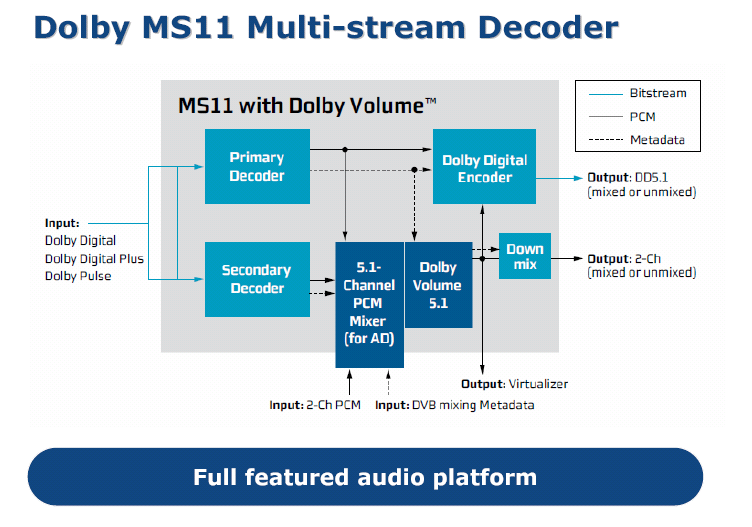 Dolby MS11 Multi-stream Decoder
MS11 with Dolby Volume™
Bitstream
PCM
Metadata
Primary
Decoder
Dolby Digital
Encoder
Output: DD5.1
(mixed or unmixed)
Input:
Dolby Digital
Dolby Digital Plus
Dolby Pulse
Secondary
Decoder
5.1-
Channel
PCM
Mixer
(for AD)
Dolby
Volume
5.1
Down
mix
Output: 2-Ch
(mixed or unmixed)
Output: Virtualizer
Input: 2-Ch PCM
Input: DVB mixing Metadata
Full featured audio platform